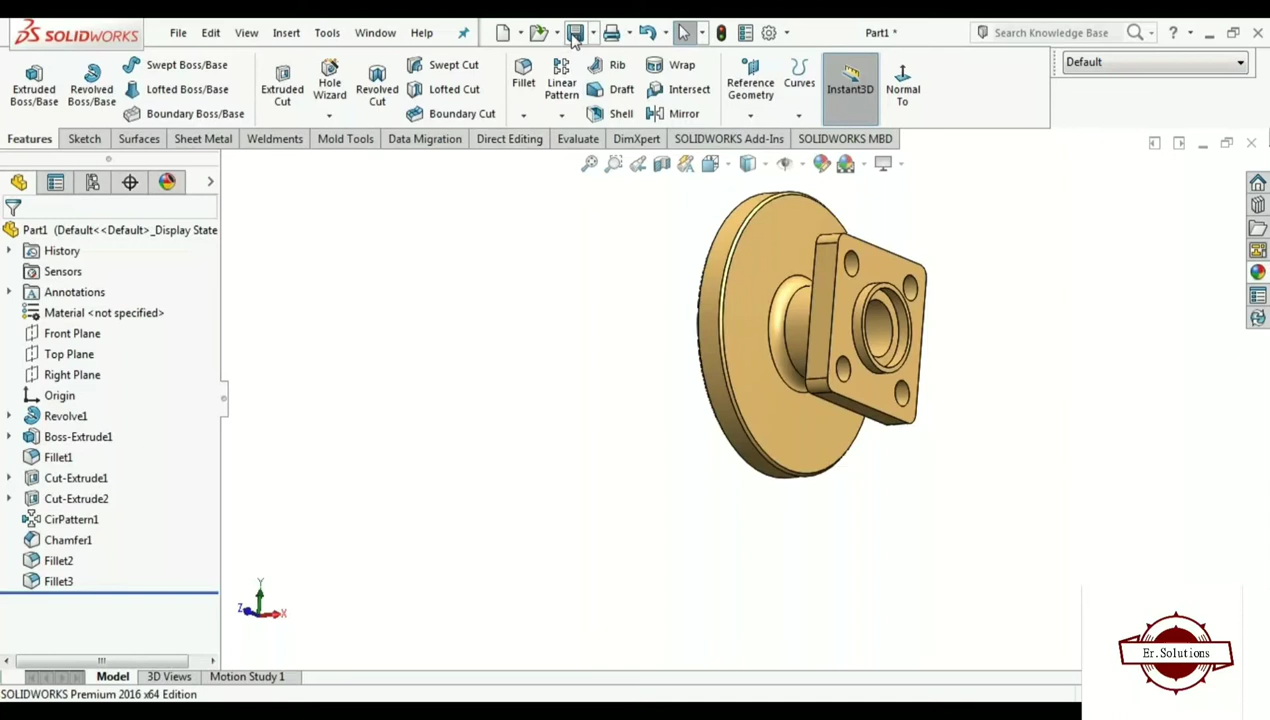 SOLIDWORKS File Edit View Insert Tools Window Help Part1 * Search Knowledge Base ?
Extruded Boss/Base
Revolved Boss/Base
Swept Boss/Base
Lofted Boss/Base
Boundary Boss/Base
Extruded Cut
Hole Wizard
Revolved Cut
Swept Cut
Lofted Cut
Boundary Cut
Fillet
Linear Pattern
Rib
Draft
Shell
Wrap
Intersect
Mirror
Reference Geometry
Curves
Instant3D
Normal To
Default
Features Sketch Surfaces Sheet Metal Weldments Mold Tools Data Migration Direct Editing Evaluate DimXpert SOLIDWORKS Add-Ins SOLIDWORKS MBD
Part1 (Default<<Default>_Display State
History
Sensors
Annotations
Material <not specified>
Front Plane
Top Plane
Right Plane
Origin
Revolve1
Boss-Extrude1
Fillet1
Cut-Extrude1
Cut-Extrude2
CirPattern1
Chamfer1
Fillet2
Fillet3
Y
Z X
Er.Solutions
Model 3D Views Motion Study 1
SOLIDWORKS Premium 2016 x64 Edition